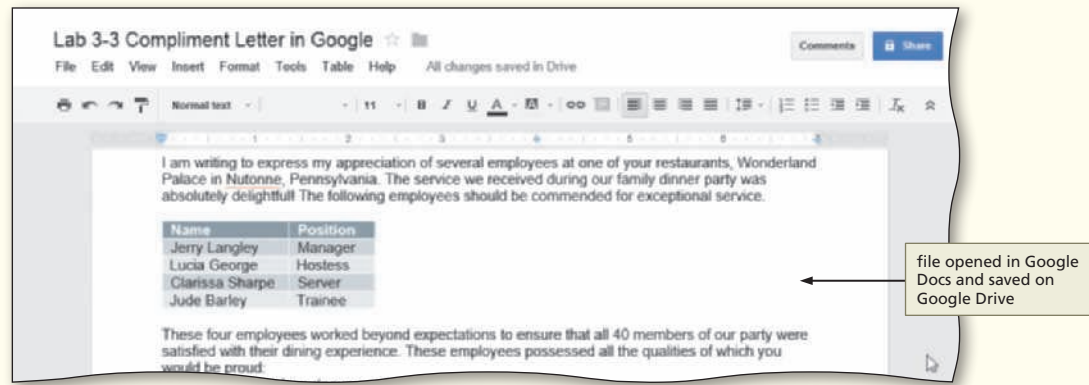 Lab 3-3 Compliment Letter in Google
Comments
Share
File Edit View Insert Format Tools Table Help All changes saved in Drive
Normal text 11 B I U A
1 2 3 4 5 6
I am writing to express my appreciation of several employees at one of your restaurants, Wonderland
Palace in Nutonne, Pennsylvania. The service we received during our family dinner party was
absolutely delightful! The following employees should be commended for exceptional service.
Name Position
Jerry Langley Manager
Lucia George Hostess
Clarissa Sharpe Server
Jude Barley Trainee
file opened in Google
Docs and saved on
Google Drive
These four employees worked beyond expectations to ensure that all 40 members of our party were
satisfied with their dining experience. These employees possessed all the qualities of which you
would be proud: